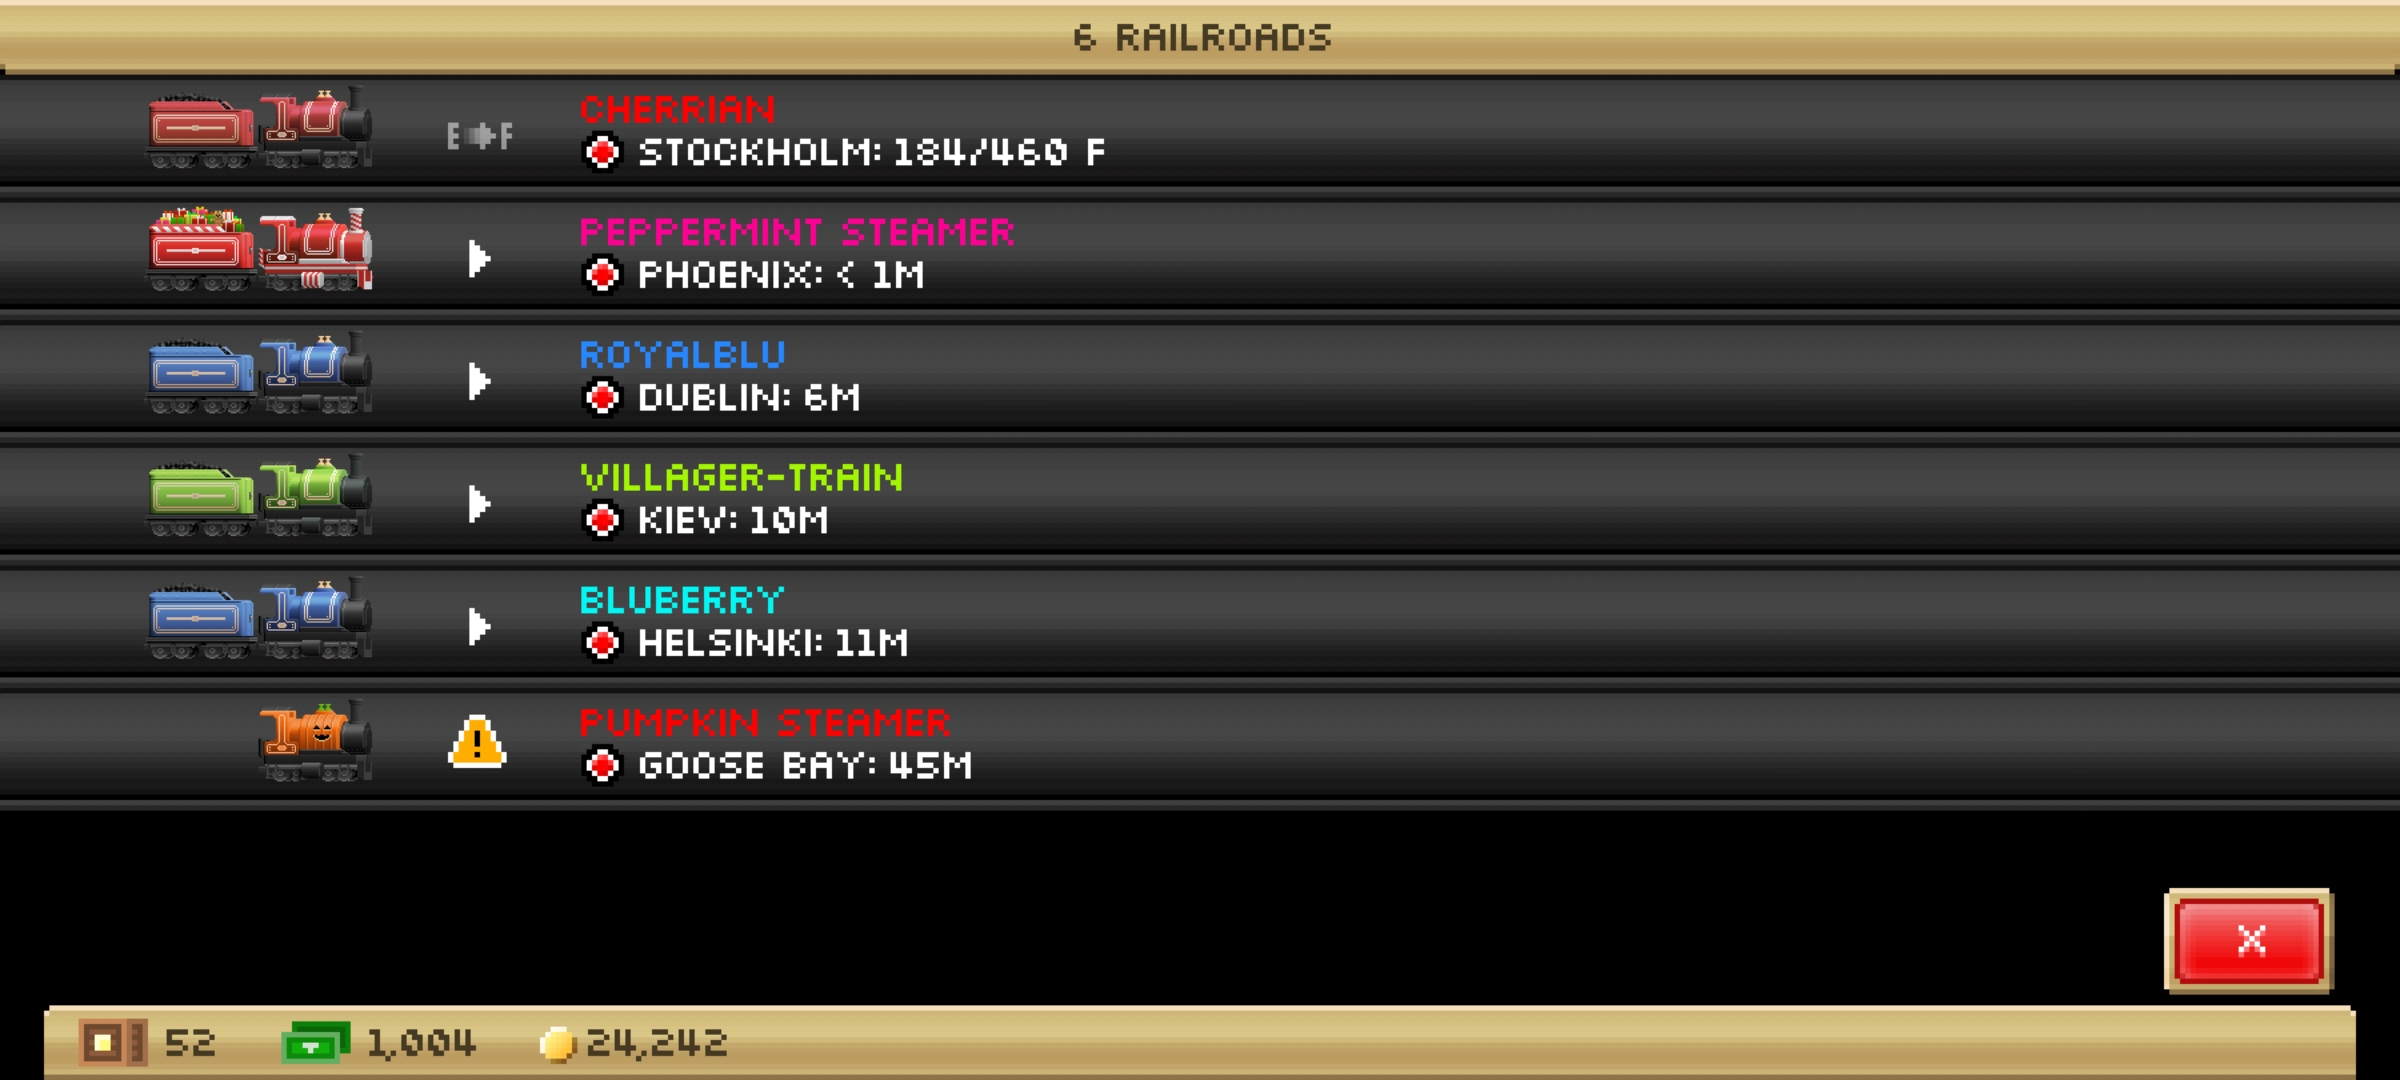 6 RAILROADS
CHERRIAN
E F
STOCKHOLM: 184/460 F
PEPPERMINT STEAMER
PHOENIX: < 1M
ROYALBLU
DUBLIN: 6M
VILLAGER-TRAIN
KIEV: 10M
BLUBERRY
HELSINKI: 11M
PUMPKIN STEAMER
!
GOOSE BAY: 45M
X
52 1,004 24,242